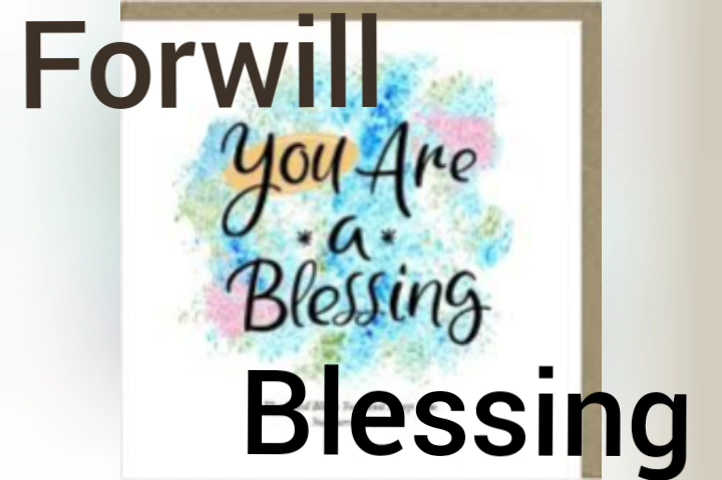 Forwill
You Are
* a *
Blessing
Blessing